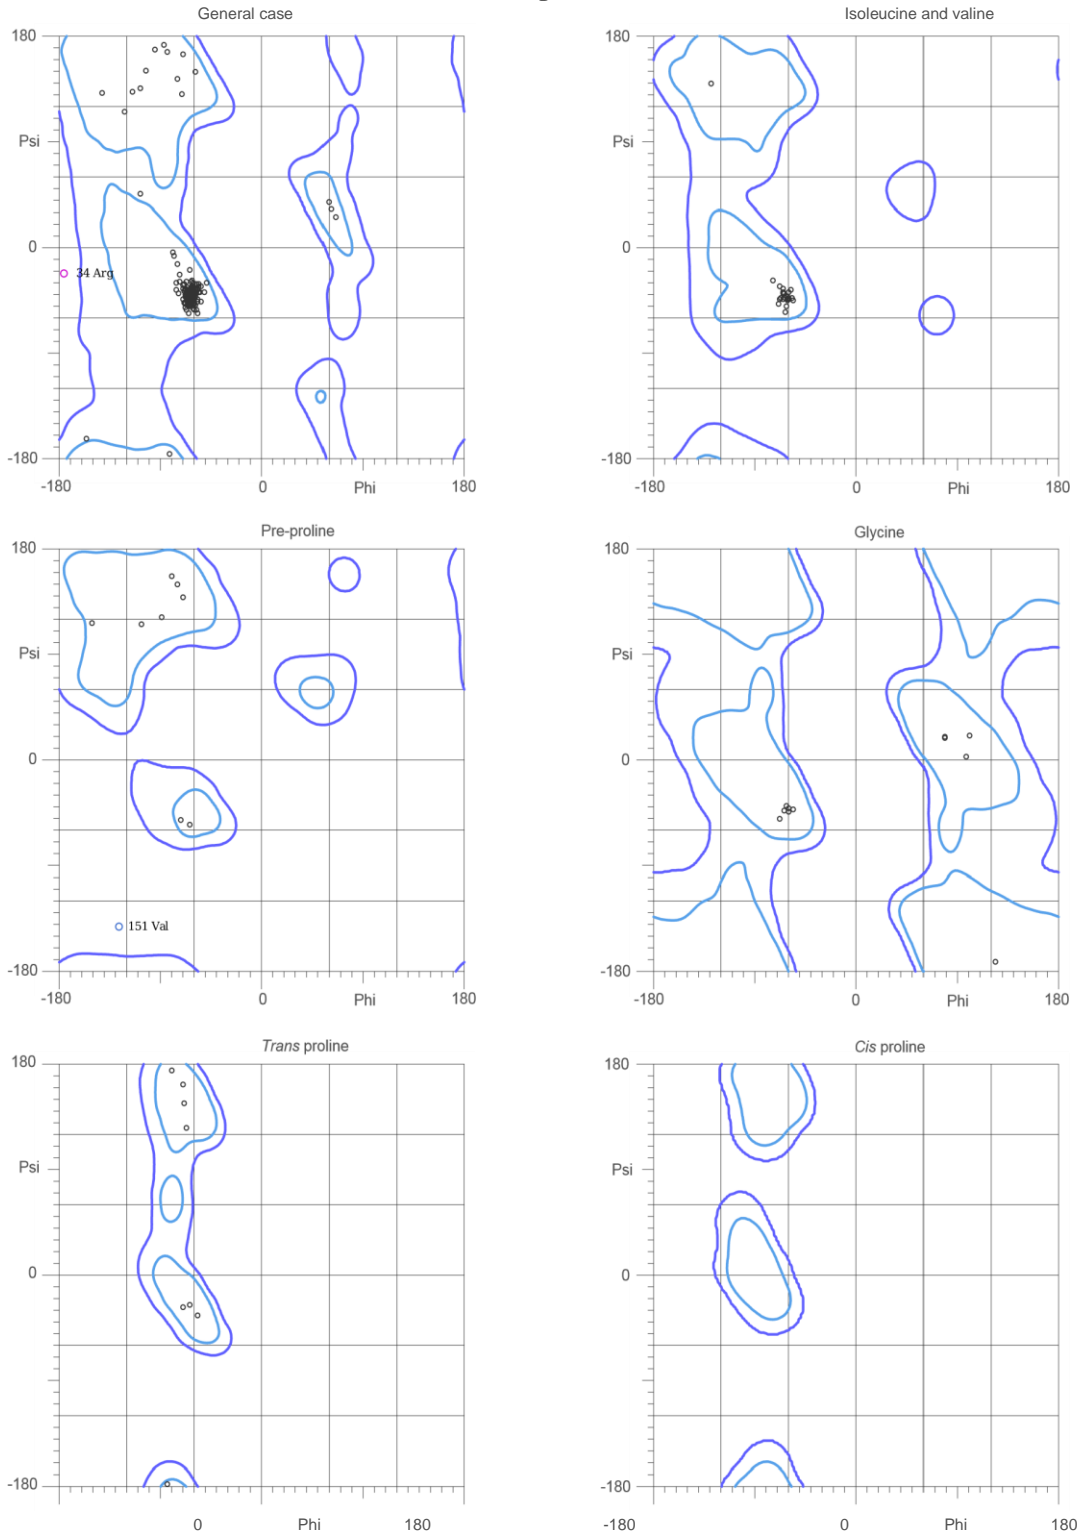 General case
Isoleucine and valine
180
180
Psi
Psi
0
34 Arg
0
-180
-180
-180
0
Phi
180
-180
0
Phi
180
Pre-proline
Glycine
180
180
Psi
Psi
0
0
151 Val
-180
-180
-180
0
Phi
180
-180
0
Phi
180
Trans proline
Cis proline
180
180
Psi
Psi
0
0
-180
-180
0
Phi
180
-180
0
Phi
180